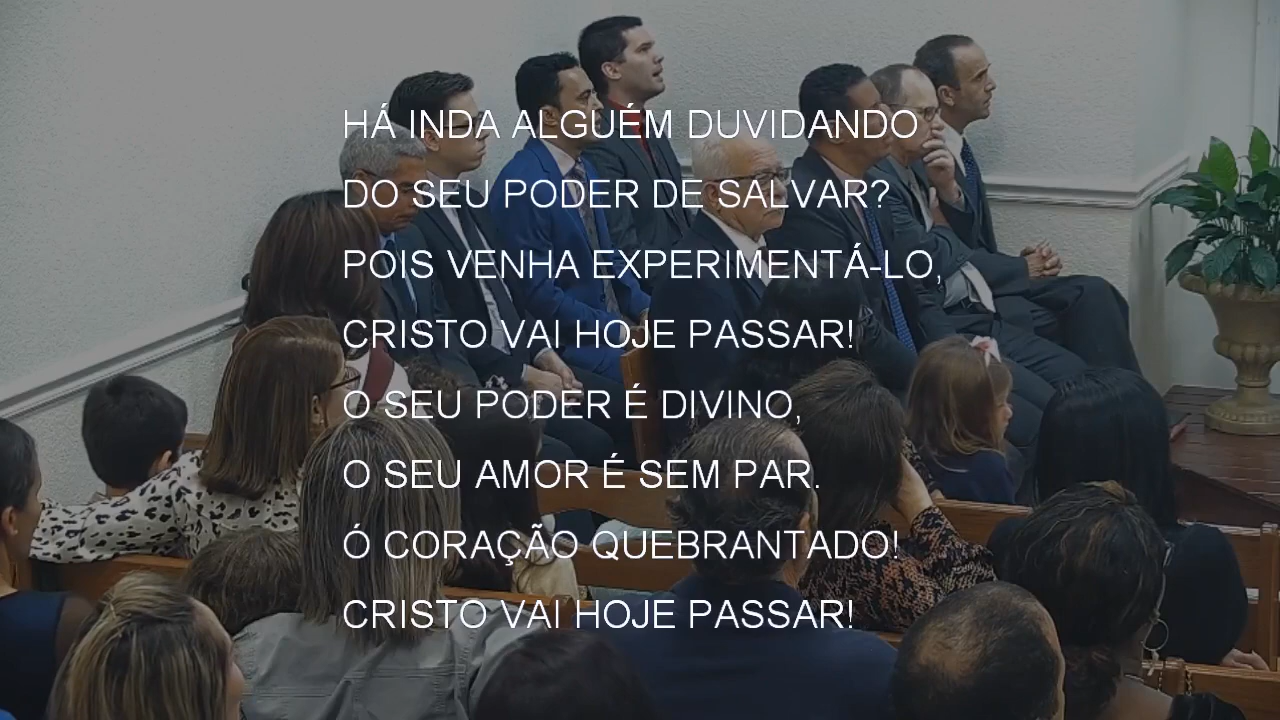 HÁ INDA ALGUÉM DUVIDANDO
DO SEU PODER DE SALVAR?
POIS VENHA EXPERIMENTÁ-LO,
CRISTO VAI HOJE PASSAR!
O SEU PODER É DIVINO,
O SEU AMOR É SEM PAR.
Ó CORAÇÃO QUEBRANTADO!
CRISTO VAI HOJE PASSAR!